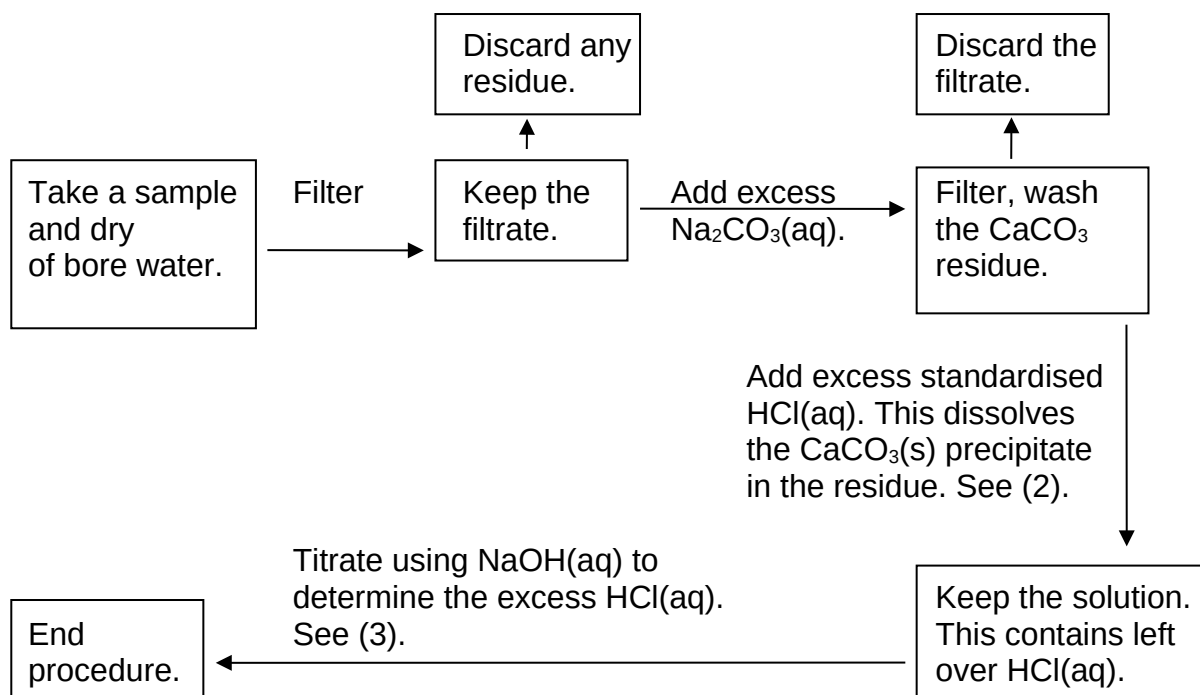 Discard any
residue.
Discard the
filtrate.
Take a sample
and dry
of bore water.
Filter
Keep the
filtrate.
Add excess
Na₂CO₃(aq).
Filter, wash
the CaCO₃
residue.
Add excess standardised
HCl(aq). This dissolves
the CaCO₃(s) precipitate
in the residue. See (2).
Titrate using NaOH(aq) to
determine the excess HCl(aq).
See (3).
Keep the solution.
This contains left
over HCl(aq).
End
procedure.